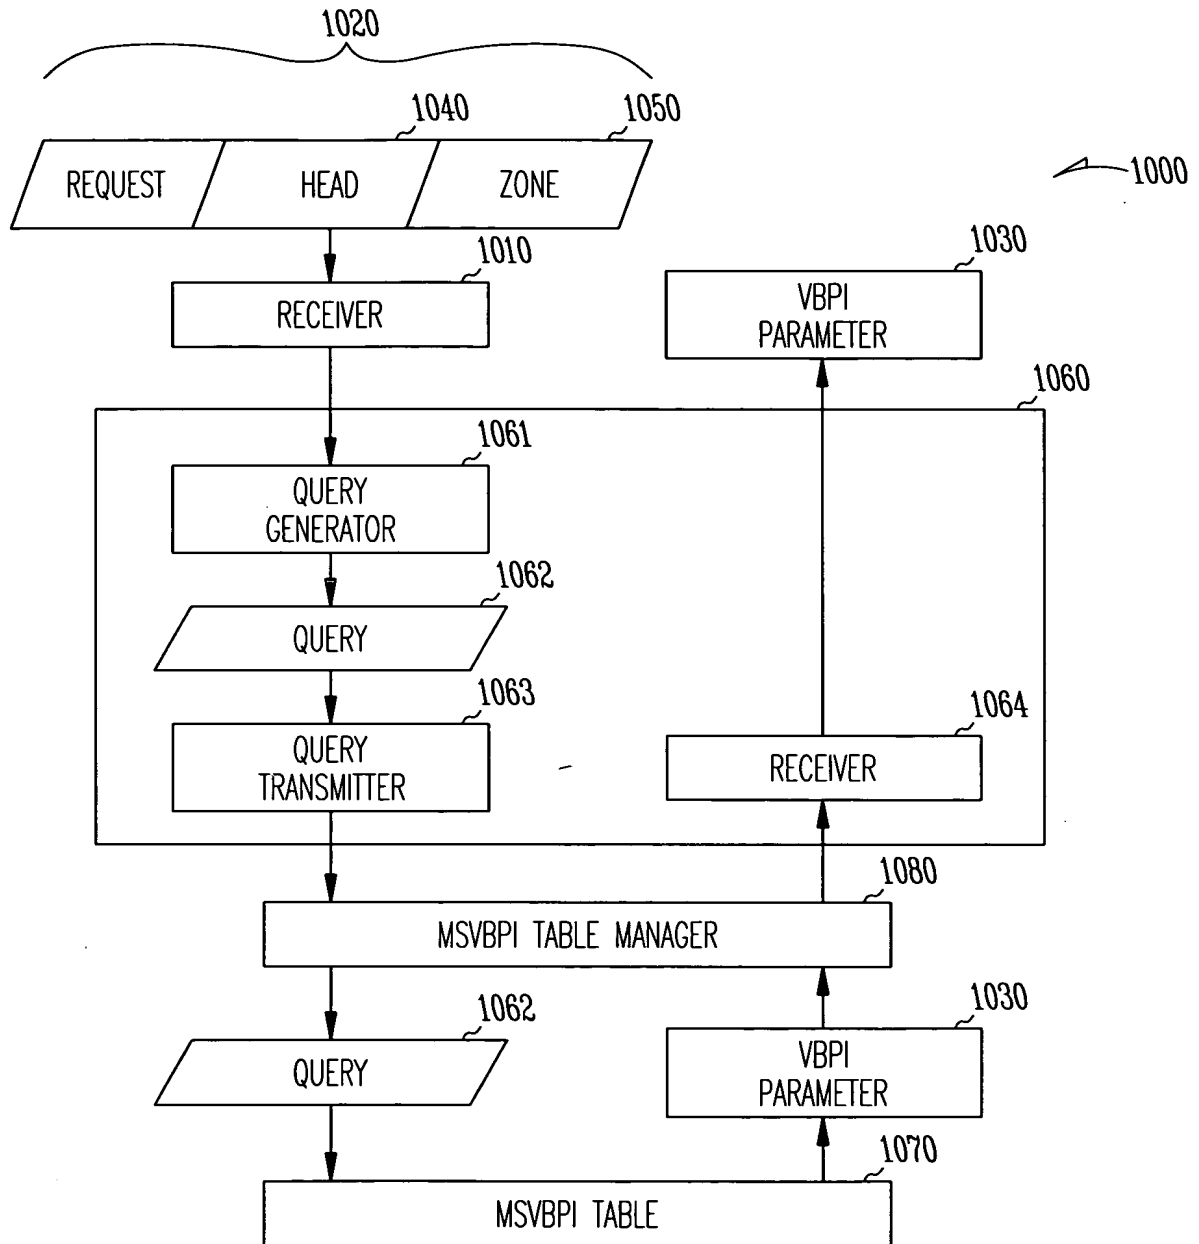 1020
1040
1050
REQUEST
HEAD
ZONE
1000
1010
RECEIVER
1030
VBPI
PARAMETER
1060
1061
QUERY
GENERATOR
1062
QUERY
1063
QUERY
TRANSMITTER
1064
RECEIVER
1080
MSVBPI TABLE MANAGER
1062
QUERY
1030
VBPI
PARAMETER
1070
MSVBPI TABLE